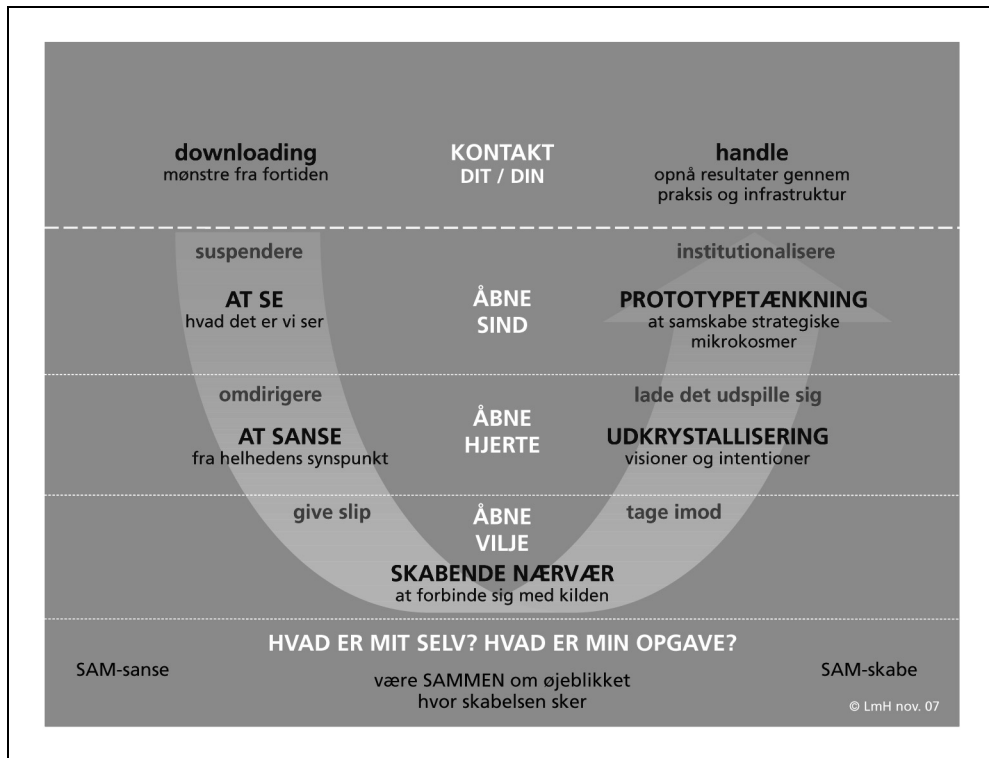 downloading
mønstre fra fortiden
KONTAKT
DIT / DIN
handle
opnå resultater gennem
praksis og infrastruktur
suspendere
institutionalisere
AT SE
hvad det er vi ser
ÅBNE
SIND
PROTOTYPETÆNKNING
at samskabe strategiske
mikrokosmer
omdirigere
lade det udspille sig
AT SANSE
fra helhedens synspunkt
ÅBNE
HJERTE
UDKRYSTALLISERING
visioner og intentioner
give slip
ÅBNE
VILJE
tage imod
SKABENDE NÆRVÆR
at forbinde sig med kilden
HVAD ER MIT SELV? HVAD ER MIN OPGAVE?
SAM-sanse
være SAMMEN om øjeblikket
hvor skabelsen sker
SAM-skabe
© LmH nov. 07